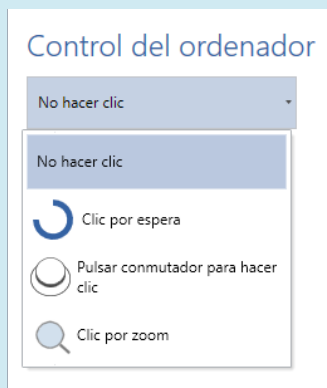 Control del ordenador
No hacer clic
No hacer clic
Clic por espera
Pulsar conmutador para hacer
clic
Clic por zoom